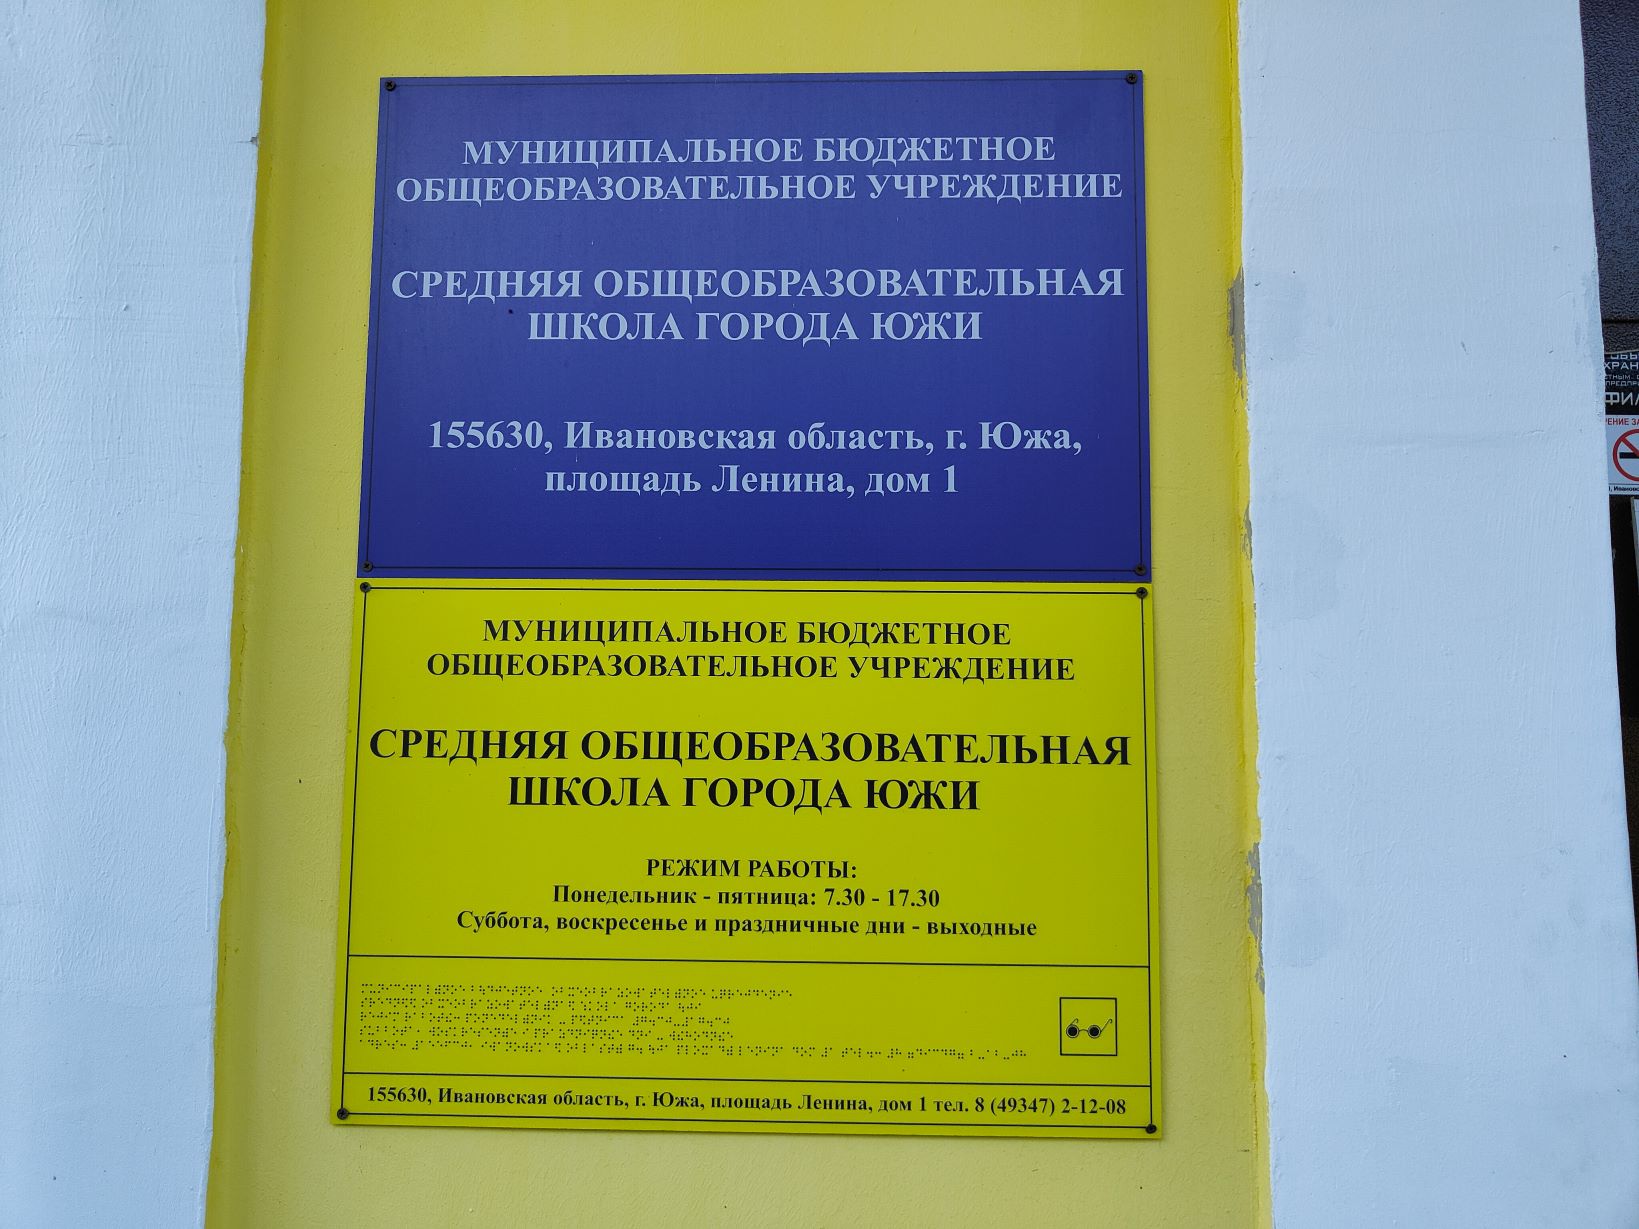 МУНИЦИПАЛЬНОЕ БЮДЖЕТНОЕ
ОБЩЕОБРАЗОВАТЕЛЬНОЕ УЧРЕЖДЕНИЕ
СРЕДНЯЯ ОБЩЕОБРАЗОВАТЕЛЬНАЯ
ШКОЛА ГОРОДА ЮЖИ
155630, Ивановская область, г. Южа,
площадь Ленина, дом 1
МУНИЦИПАЛЬНОЕ БЮДЖЕТНОЕ
ОБЩЕОБРАЗОВАТЕЛЬНОЕ УЧРЕЖДЕНИЕ
СРЕДНЯЯ ОБЩЕОБРАЗОВАТЕЛЬНАЯ
ШКОЛА ГОРОДА ЮЖИ
РЕЖИМ РАБОТЫ:
Понедельник - пятница: 7.30 - 17.30
Суббота, воскресенье и праздничные дни - выходные
155630, Ивановская область, г. Южа, площадь Ленина, дом 1 тел. 8 (49347) 2-12-08